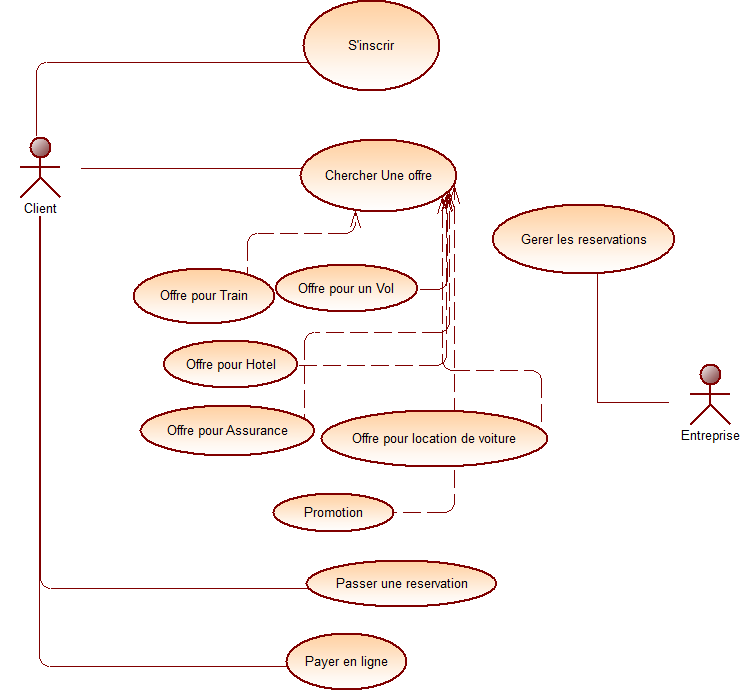 S'inscrir
Client
Chercher Une offre
Gerer les reservations
Offre pour Train
Offre pour un Vol
Offre pour Hotel
Offre pour Assurance
Offre pour location de voiture
Entreprise
Promotion
Passer une reservation
Payer en ligne